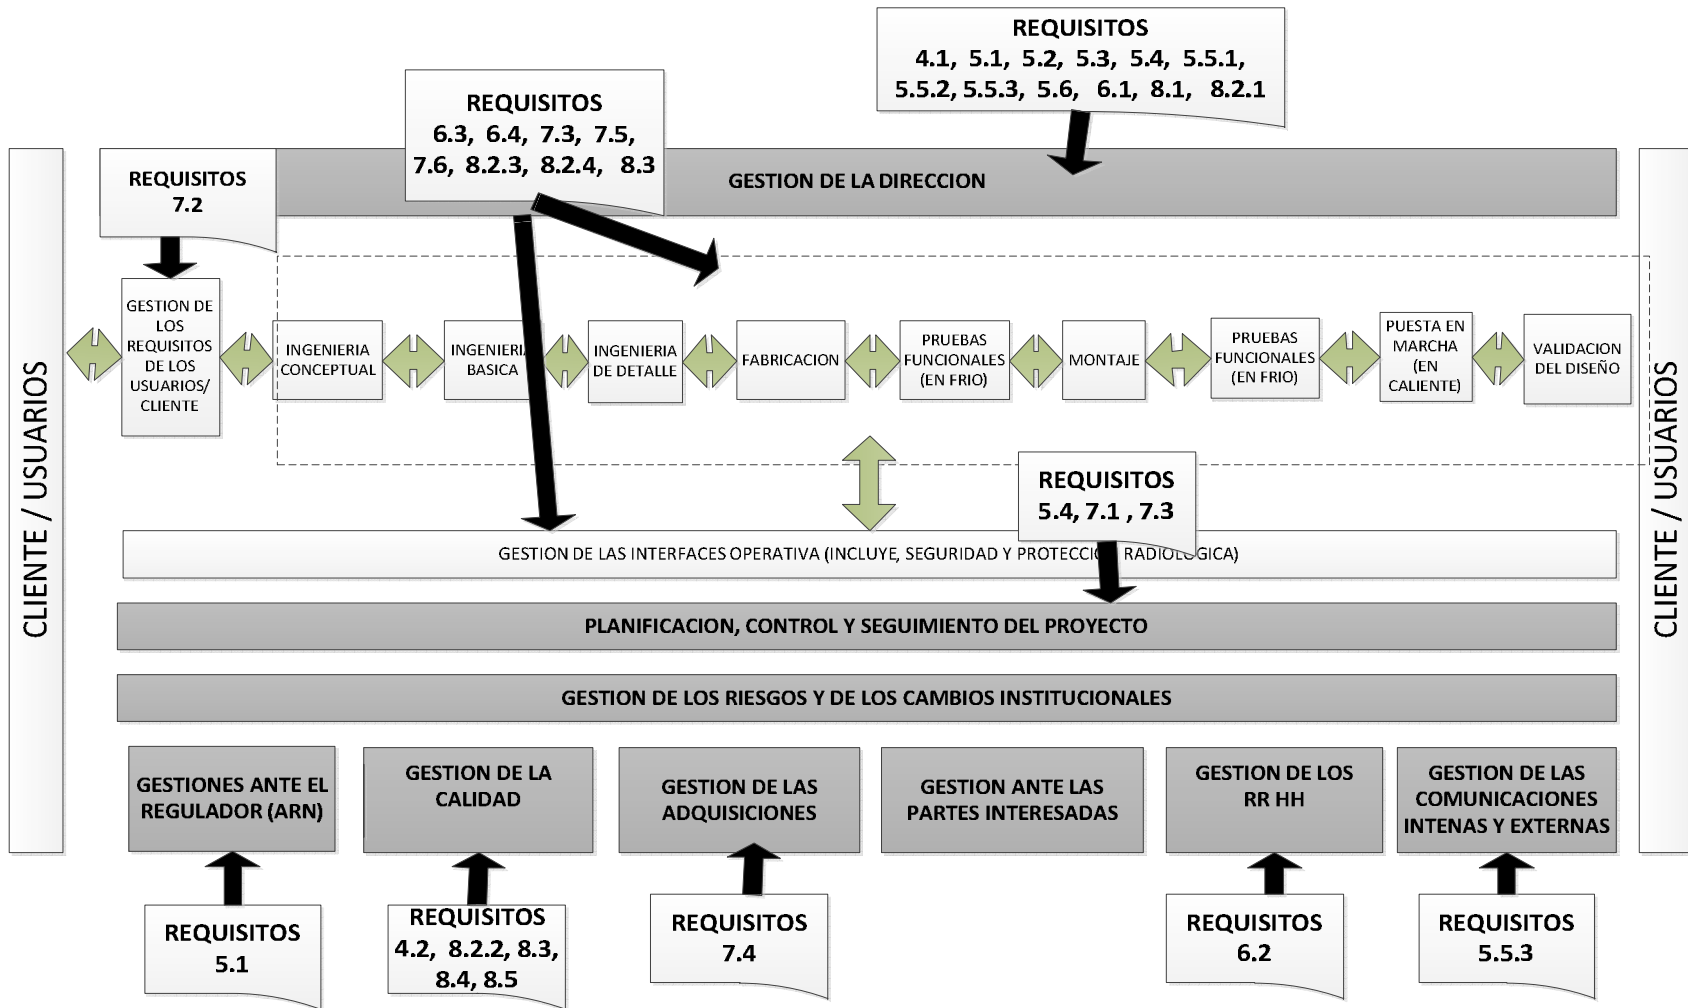 REQUISITOS
4.1, 5.1, 5.2, 5.3, 5.4, 5.5.1,
5.5.2, 5.5.3, 5.6, 6.1, 8.1, 8.2.1
REQUISITOS
6.3, 6.4, 7.3, 7.5,
7.6, 8.2.3, 8.2.4, 8.3
REQUISITOS
7.2
GESTION DE LA DIRECCION
CLIENTE / USUARIOS
GESTION DE
LOS
REQUISITOS
DE LOS
USUARIOS/
CLIENTE
INGENIERIA
CONCEPTUAL
INGENIERIA
BASICA
INGENIERIA
DE DETALLE
FABRICACION
PRUEBAS
FUNCIONALES
(EN FRIO)
MONTAJE
PRUEBAS
FUNCIONALES
(EN FRIO)
PUESTA EN
MARCHA
(EN
CALIENTE)
VALIDACION
DEL DISEÑO
CLIENTE / USUARIOS
REQUISITOS
5.4, 7.1 , 7.3
GESTION DE LAS INTERFACES OPERATIVA (INCLUYE, SEGURIDAD Y PROTECCION RADIOLOGICA)
PLANIFICACION, CONTROL Y SEGUIMIENTO DEL PROYECTO
GESTION DE LOS RIESGOS Y DE LOS CAMBIOS INSTITUCIONALES
GESTIONES ANTE EL
REGULADOR (ARN)
GESTION DE LA
CALIDAD
GESTION DE LAS
ADQUISICIONES
GESTION ANTE LAS
PARTES INTERESADAS
GESTION DE LOS
RR HH
GESTION DE LAS
COMUNICACIONES
INTENAS Y EXTERNAS
REQUISITOS
5.1
REQUISITOS
4.2, 8.2.2, 8.3,
8.4, 8.5
REQUISITOS
7.4
REQUISITOS
6.2
REQUISITOS
5.5.3